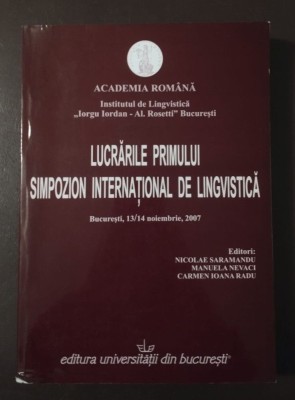 ACADEMIA ROMÂNĂ
Institutul de Lingvistică
„Iorgu Iordan - Al. Rosetti” București
LUCRĂRILE PRIMULUI
SIMPOZION INTERNAȚIONAL DE LINGVISTICĂ
București, 13/14 noiembrie, 2007
Editori:
NICOLAE SARAMANDU
MANUELA NEVACI
CARMEN IOANA RADU
editura universității din bucurești